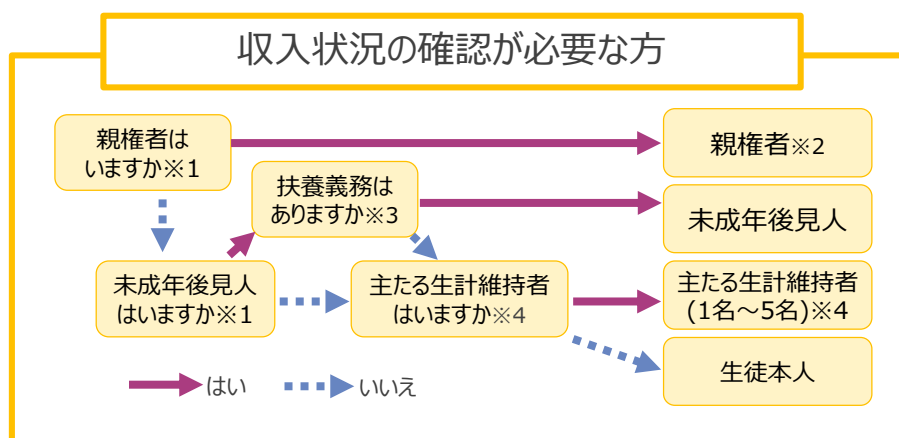 収入状況の確認が必要な方
親権者は
いますか※1
親権者※2
扶養義務は
ありますか※3
未成年後見人
未成年後見人
はいますか※1
主たる生計維持者
はいますか※4
主たる生計維持者
(1名～5名)※4
生徒本人
はい
いいえ